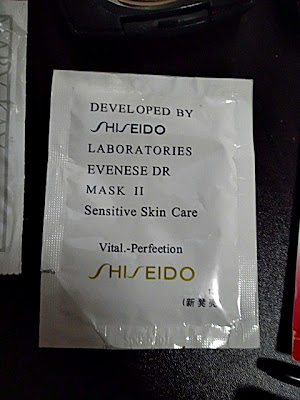 DEVELOPED BY
SHISEIDO
LABORATORIES
EVENESE DR
MASK II
Sensitive Skin Care
Vital.-Perfection
SHISEIDO
(新発売